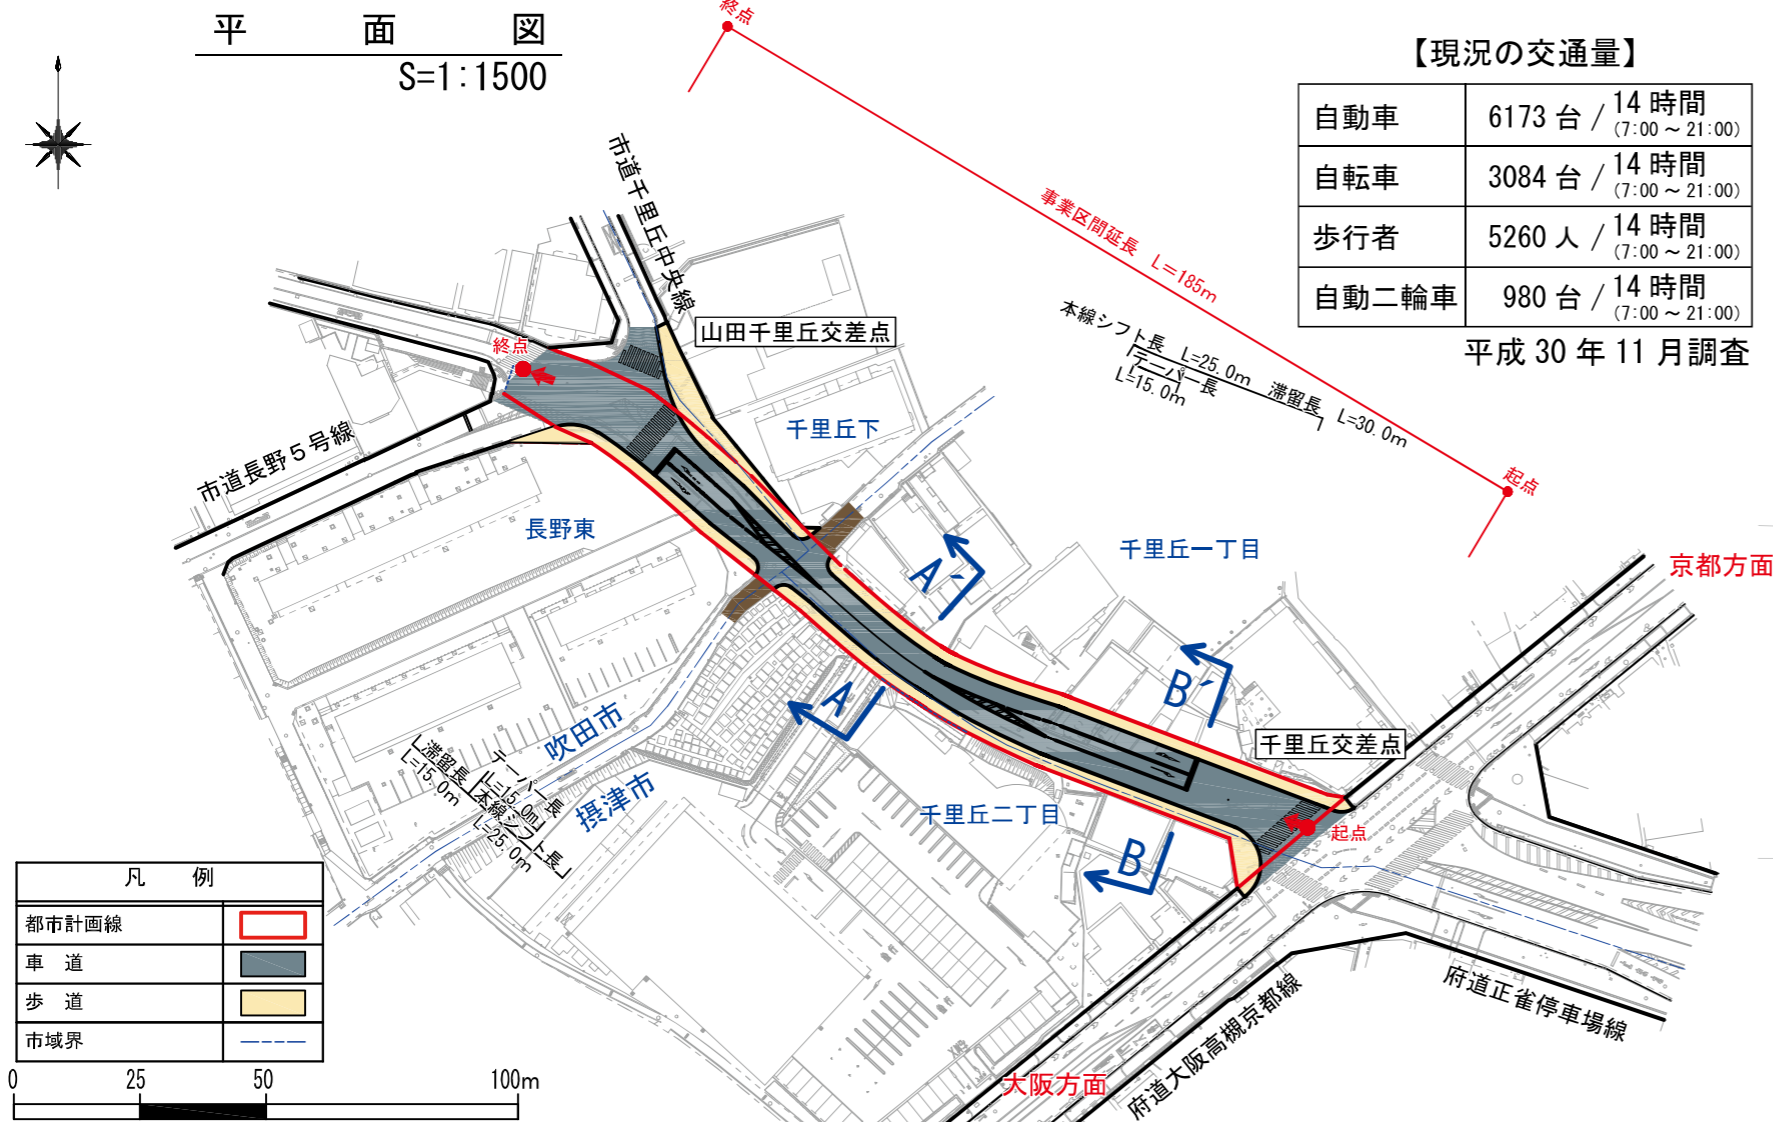 平　面　図
S=1:1500
終点
事業区間延長 L=185m
起点
【現況の交通量】
自動車 6173 台 / 14 時間 (7:00 ～ 21:00)
自転車 3084 台 / 14 時間 (7:00 ～ 21:00)
歩行者 5260 人 / 14 時間 (7:00 ～ 21:00)
自動二輪車 980 台 / 14 時間 (7:00 ～ 21:00)
平成 30 年 11 月調査
本線シフト長 L=25.0m
テーパー長
L=15.0m
滞留長 L=30.0m
市道千里丘中央線
山田千里丘交差点
終点
千里丘下
市道長野５号線
長野東
千里丘一丁目
京都方面
A´
A
B´
B
吹田市
摂津市
千里丘交差点
起点
千里丘二丁目
滞留長
L=15.0m
テーパー長
L=15.0m
本線シフト長
L=25.0m
府道正雀停車場線
府道大阪高槻京都線
大阪方面
凡　例
都市計画線
車　道
歩　道
市域界
0 25 50 100m